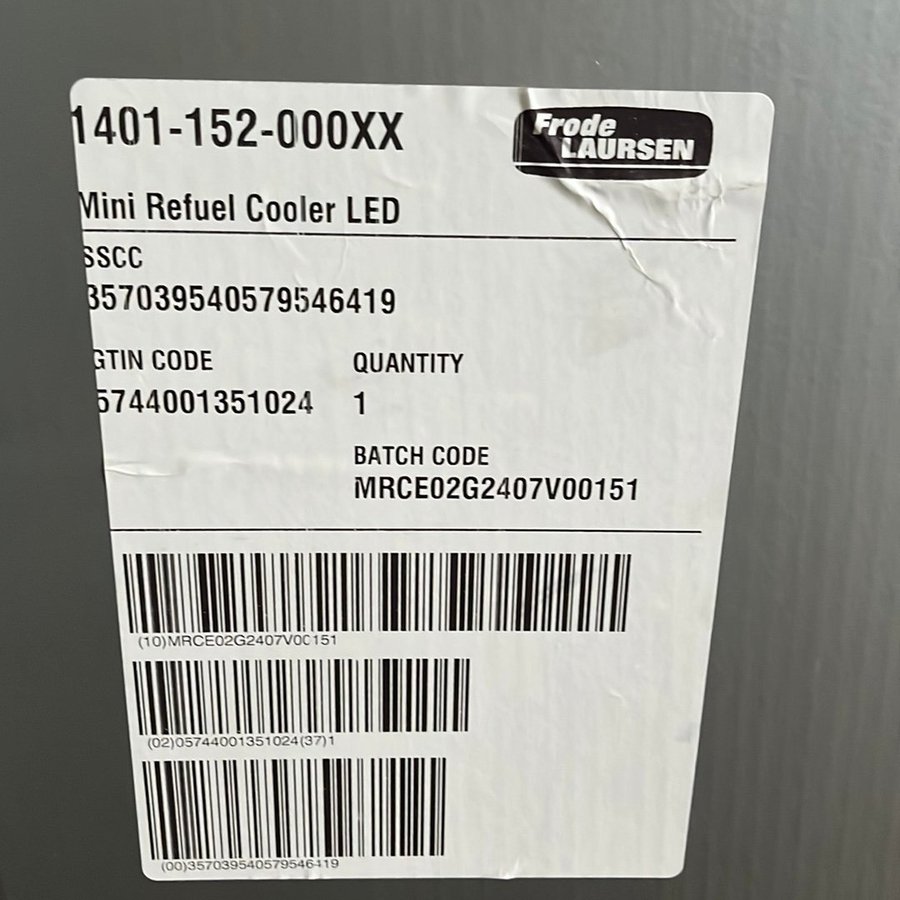 1401-152-000XX
Frode
LAURSEN
Mini Refuel Cooler LED
SSCC
357039540579546419
GTIN CODE
QUANTITY
5744001351024
1
BATCH CODE
MRCE02G2407V00151
(10)MRCE02G2407V00151
(02)05744001351024(37)1
(00)357039540579546419